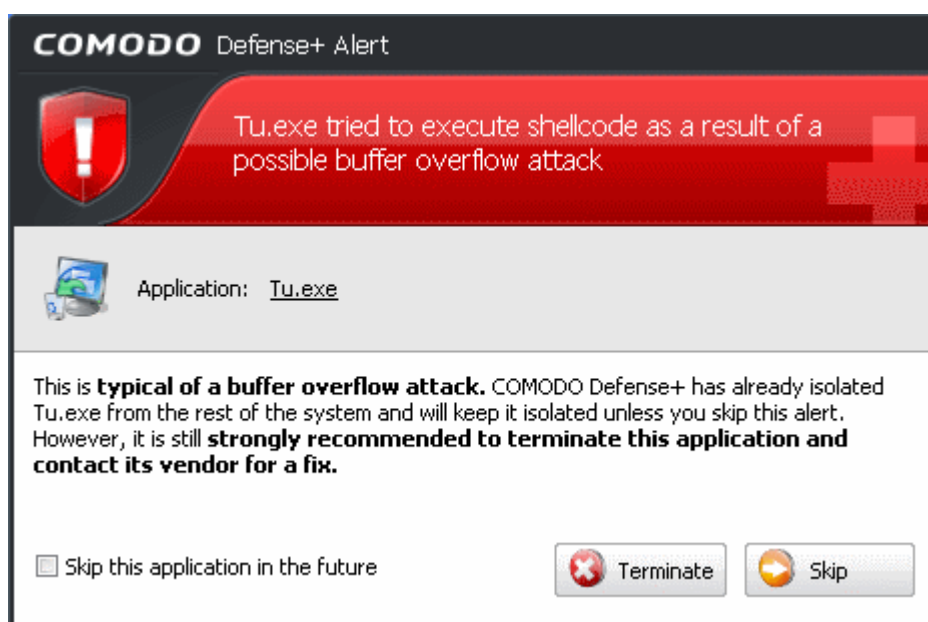 COMODO Defense+ Alert
Tu.exe tried to execute shellcode as a result of a
possible buffer overflow attack
Application: Tu.exe
This is typical of a buffer overflow attack. COMODO Defense+ has already isolated
Tu.exe from the rest of the system and will keep it isolated unless you skip this alert.
However, it is still strongly recommended to terminate this application and
contact its vendor for a fix.
Skip this application in the future
Terminate
Skip